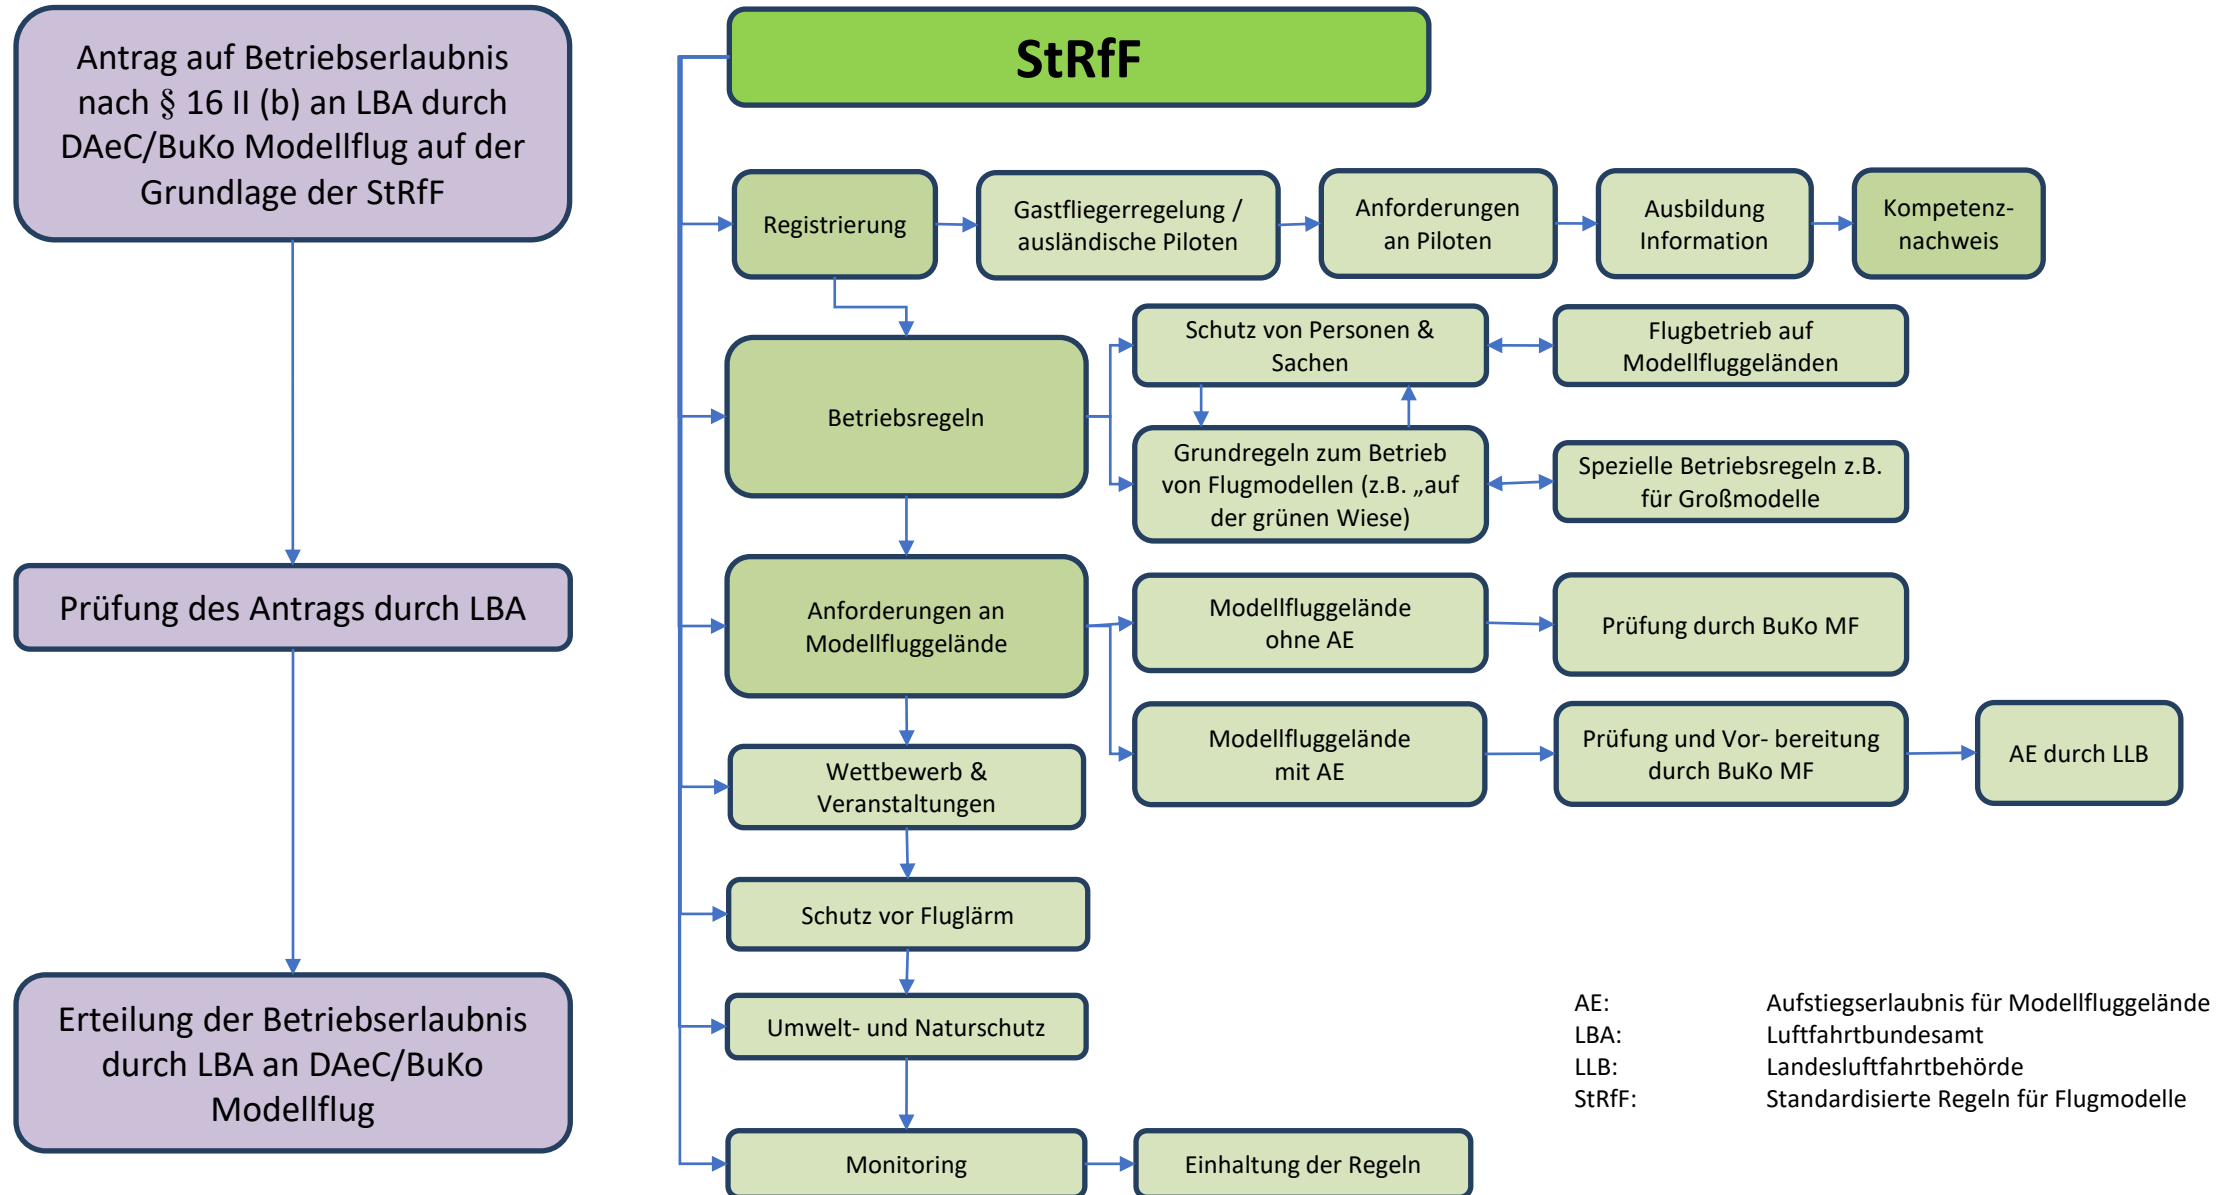 Antrag auf Betriebserlaubnis
nach § 16 II (b) an LBA durch
DAeC/BuKo Modellflug auf der
Grundlage der StRfF
Prüfung des Antrags durch LBA
Erteilung der Betriebserlaubnis
durch LBA an DAeC/BuKo
Modellflug
StRfF
Registrierung
Gastfliegerregelung /
ausländische Piloten
Anforderungen
an Piloten
Ausbildung
Information
Kompetenz-
nachweis
Betriebsregeln
Schutz von Personen &
Sachen
Flugbetrieb auf
Modellfluggeländen
Grundregeln zum Betrieb
von Flugmodellen (z.B. „auf
der grünen Wiese)
Spezielle Betriebsregeln z.B.
für Großmodelle
Anforderungen an
Modellfluggelände
Modellfluggelände
ohne AE
Prüfung durch BuKo MF
Modellfluggelände
mit AE
Prüfung und Vor- bereitung
durch BuKo MF
AE durch LLB
Wettbewerb &
Veranstaltungen
Schutz vor Fluglärm
Umwelt- und Naturschutz
Monitoring
Einhaltung der Regeln
AE: Aufstiegserlaubnis für Modellfluggelände
LBA: Luftfahrtbundesamt
LLB: Landesluftfahrtbehörde
StRfF: Standardisierte Regeln für Flugmodelle